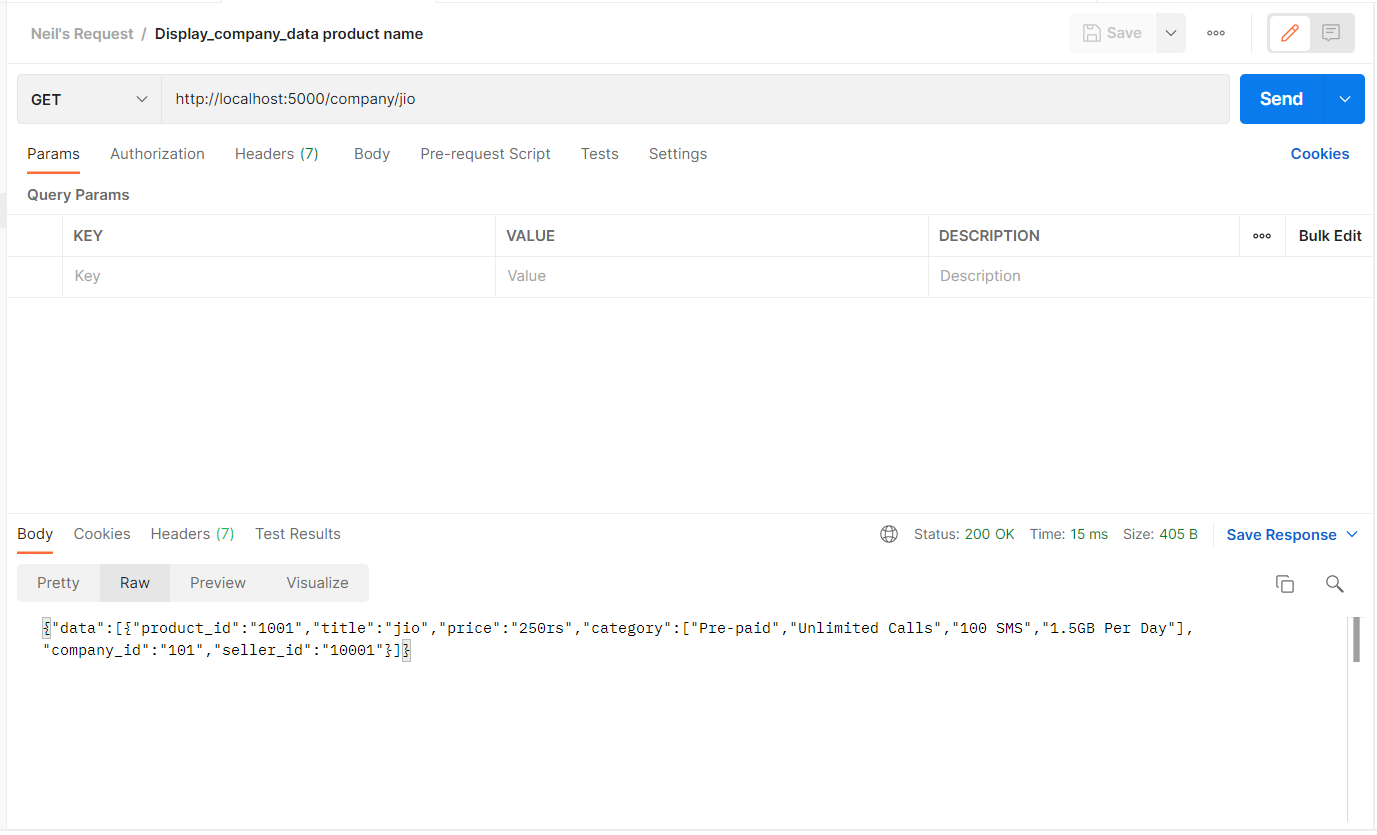 Neil's Request / Display_company_data product name
Save
GET
http://localhost:5000/company/jio
Send
Params Authorization Headers (7) Body Pre-request Script Tests Settings Cookies
Query Params
KEY VALUE DESCRIPTION Bulk Edit
Key Value Description
Body Cookies Headers (7) Test Results Status: 200 OK Time: 15 ms Size: 405 B Save Response
Pretty Raw Preview Visualize
{"data":[{"product_id":"1001","title":"jio","price":"250rs","category":["Pre-paid","Unlimited Calls","100 SMS","1.5GB Per Day"],
"company_id":"101","seller_id":"10001"}]}